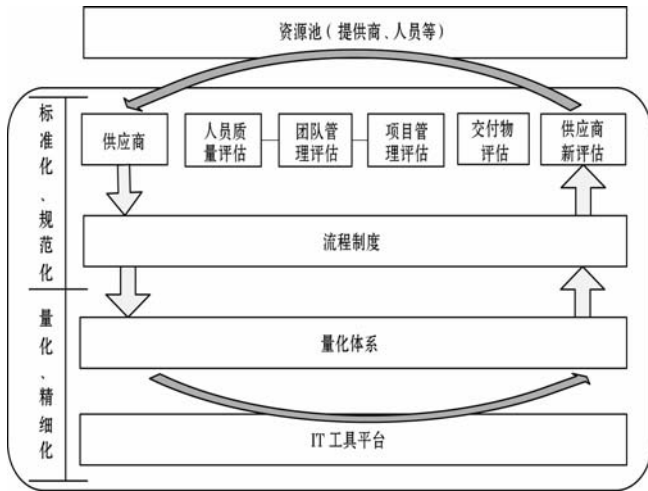 资源池（提供商、人员等）
标准化、规范化
供应商
人员质
量评估
团队管
理评估
项目管
理评估
交付物
评估
供应商
新评估
流程制度
量化、精细化
量化体系
IT 工具平台